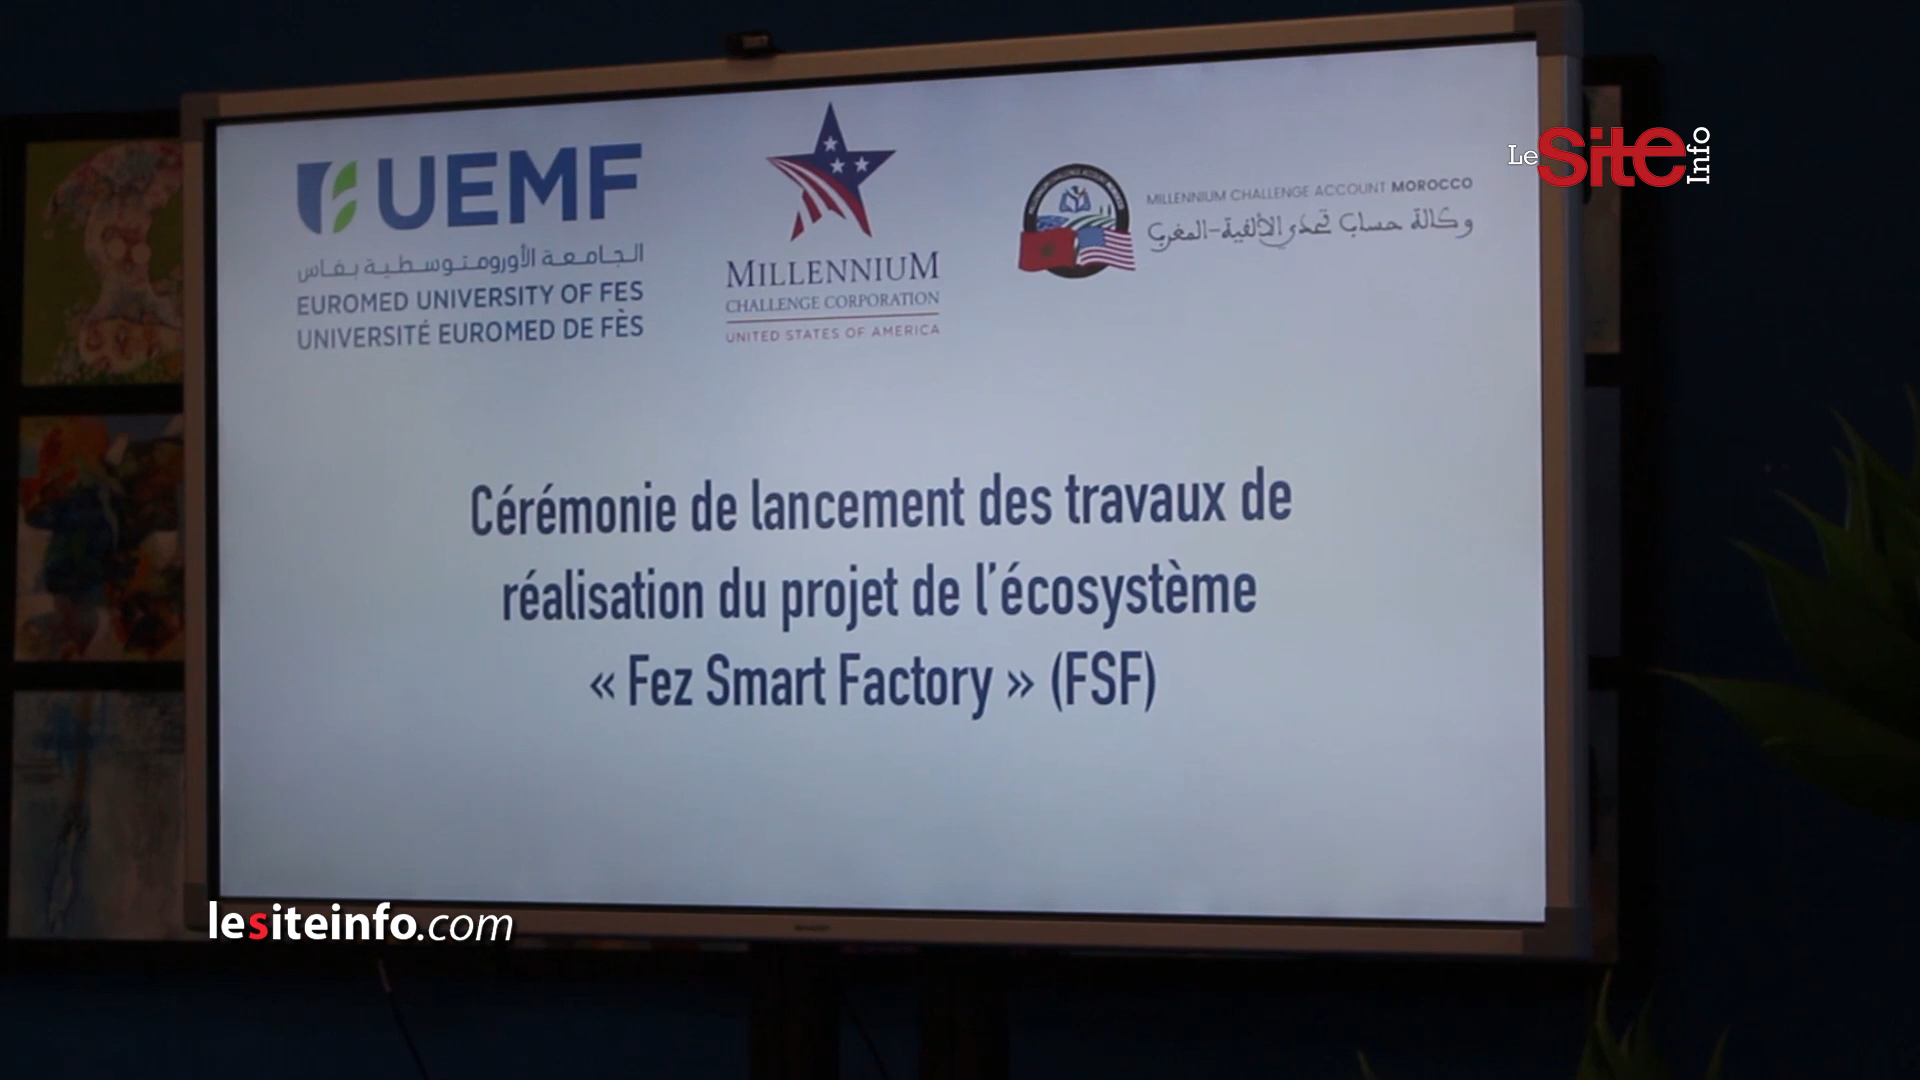 UEMF
الجامعة الأورومتوسطية بفاس
EUROMED UNIVERSITY OF FES
UNIVERSITÉ EUROMED DE FÈS
MILLENNIUM
CHALLENGE CORPORATION
UNITED STATES OF AMERICA
MILLENNIUM CHALLENGE ACCOUNT MOROCCO
وكالة حساب تحدي الألفية-المغرب
Le Site Info
Cérémonie de lancement des travaux de
réalisation du projet de l'écosystème
« Fez Smart Factory » (FSF)
lesiteinfo.com